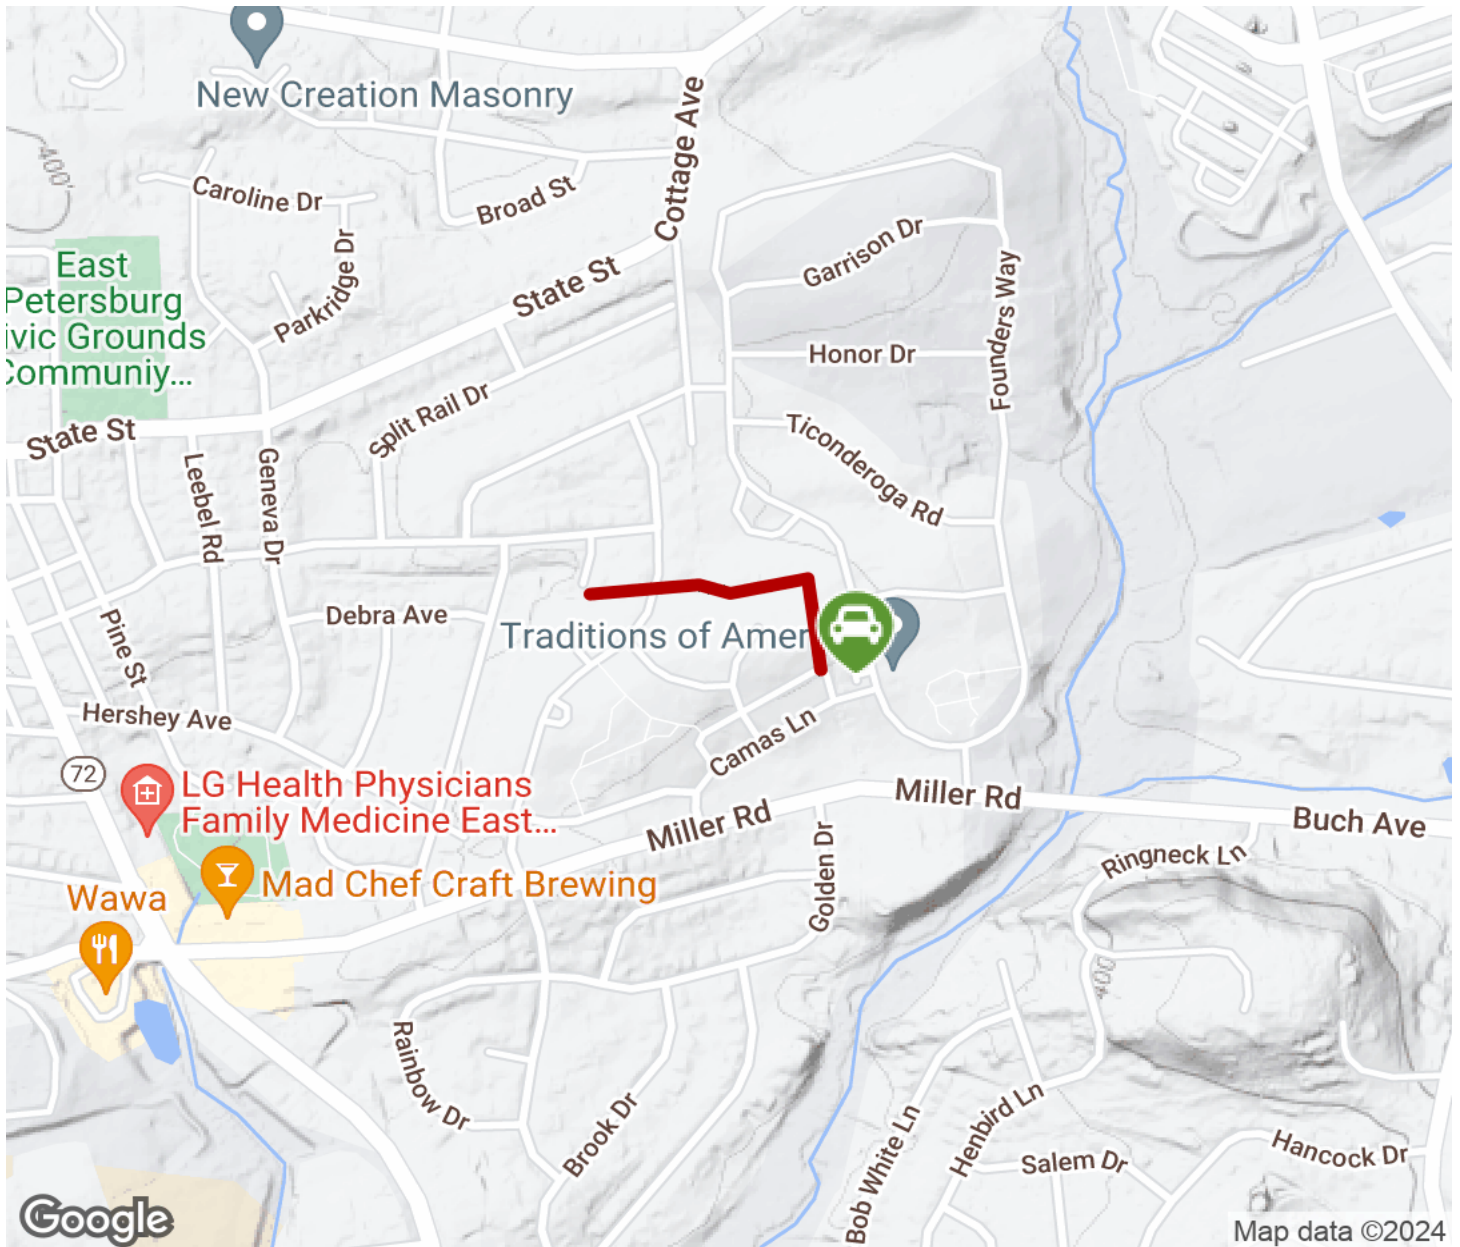 New Creation Masonry
400'
Caroline Dr
Broad St
Cottage Ave
Parkridge Dr
State St
Garrison Dr
Founders Way
East
Petersburg
ivic Grounds
Communiy...
Honor Dr
Split Rail Dr
State St
Leebel Rd
Geneva Dr
Ticonderoga Rd
Debra Ave
Pine St
Traditions of Amer
Hershey Ave
Camas Ln
72
LG Health Physicians
Family Medicine East...
Miller Rd
Miller Rd
Buch Ave
Golden Dr
Ringneck Ln
Wawa
Mad Chef Craft Brewing
400
Rainbow Dr
Brook Dr
Bob White Ln
Henbird Ln
Salem Dr
Hancock Dr
Google
Map data ©2024